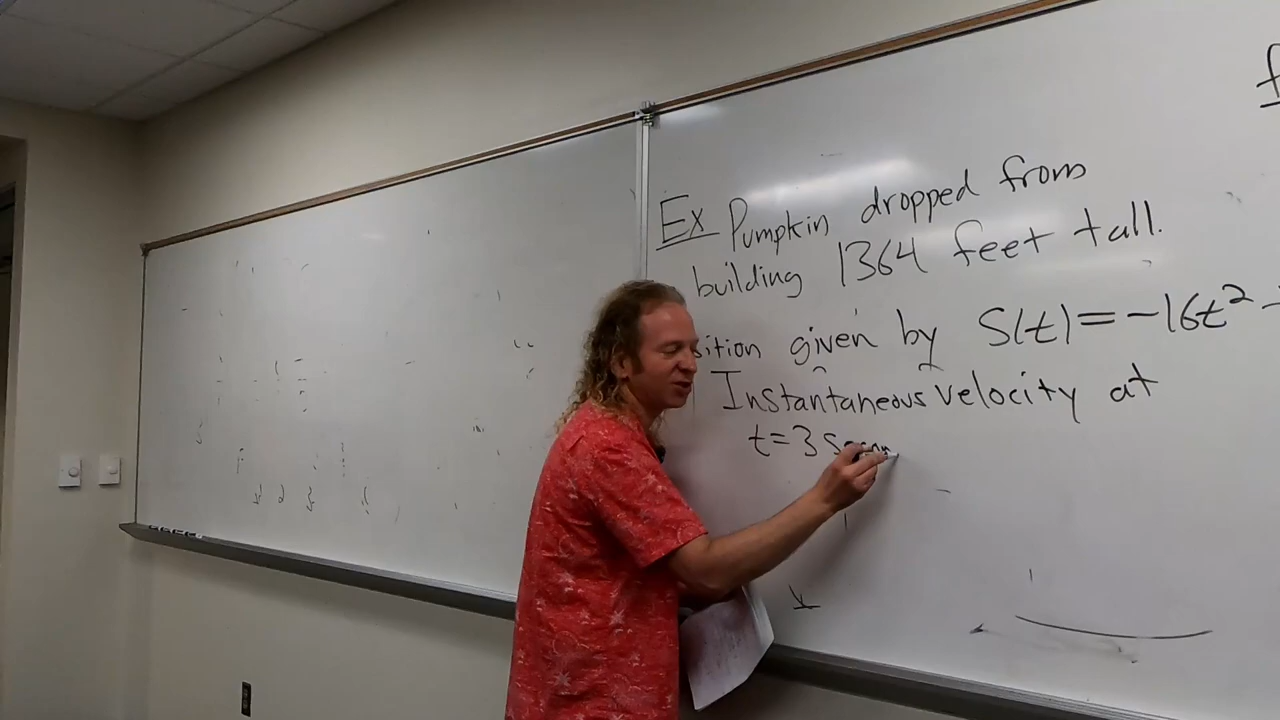 Ex Pumpkin dropped from
building 1364 feet tall.
sition given by S(t) = -16t²
Instantaneous velocity at
t=3
f